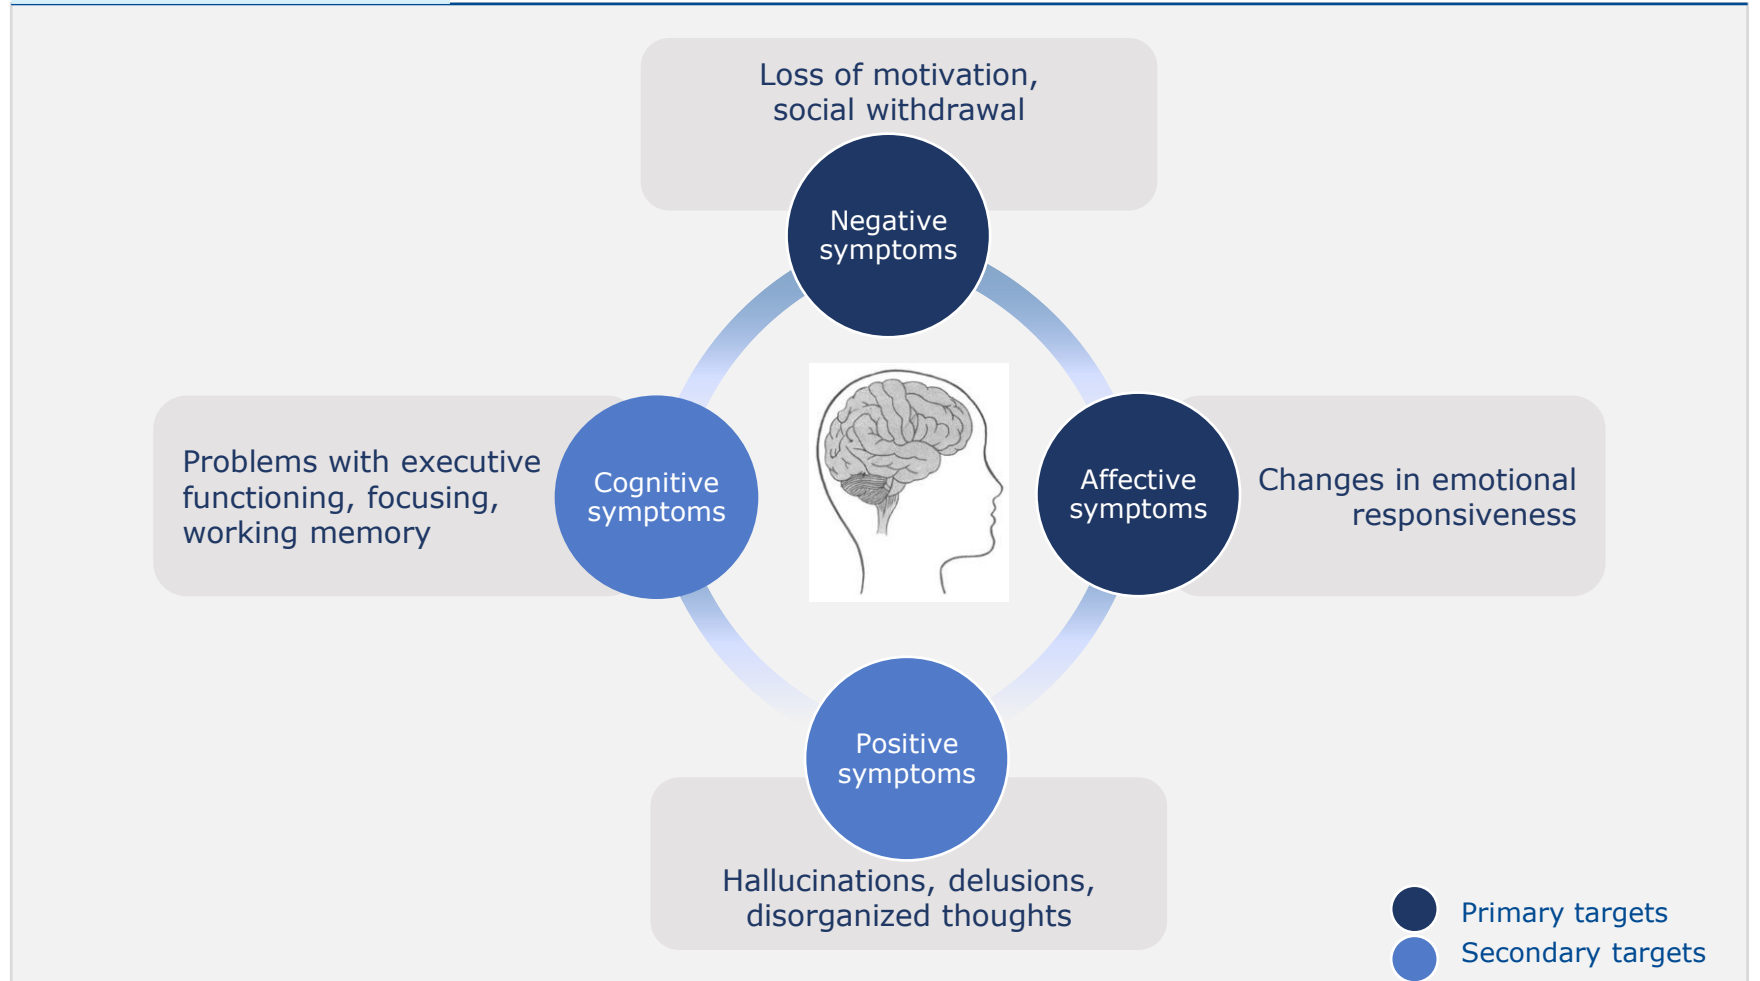 Loss of motivation,
social withdrawal
Negative
symptoms
Problems with executive
functioning, focusing,
working memory
Cognitive
symptoms
Affective
symptoms
Changes in emotional
responsiveness
Positive
symptoms
Hallucinations, delusions,
disorganized thoughts
Primary targets
Secondary targets